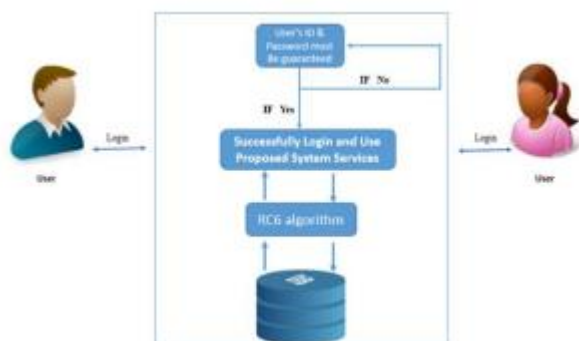 User's ID &
Password must
Be guaranteed
IF No
IF Yes
Login
User
Successfully Login and Use
Proposed System Services
Login
User
RC6 algorithm